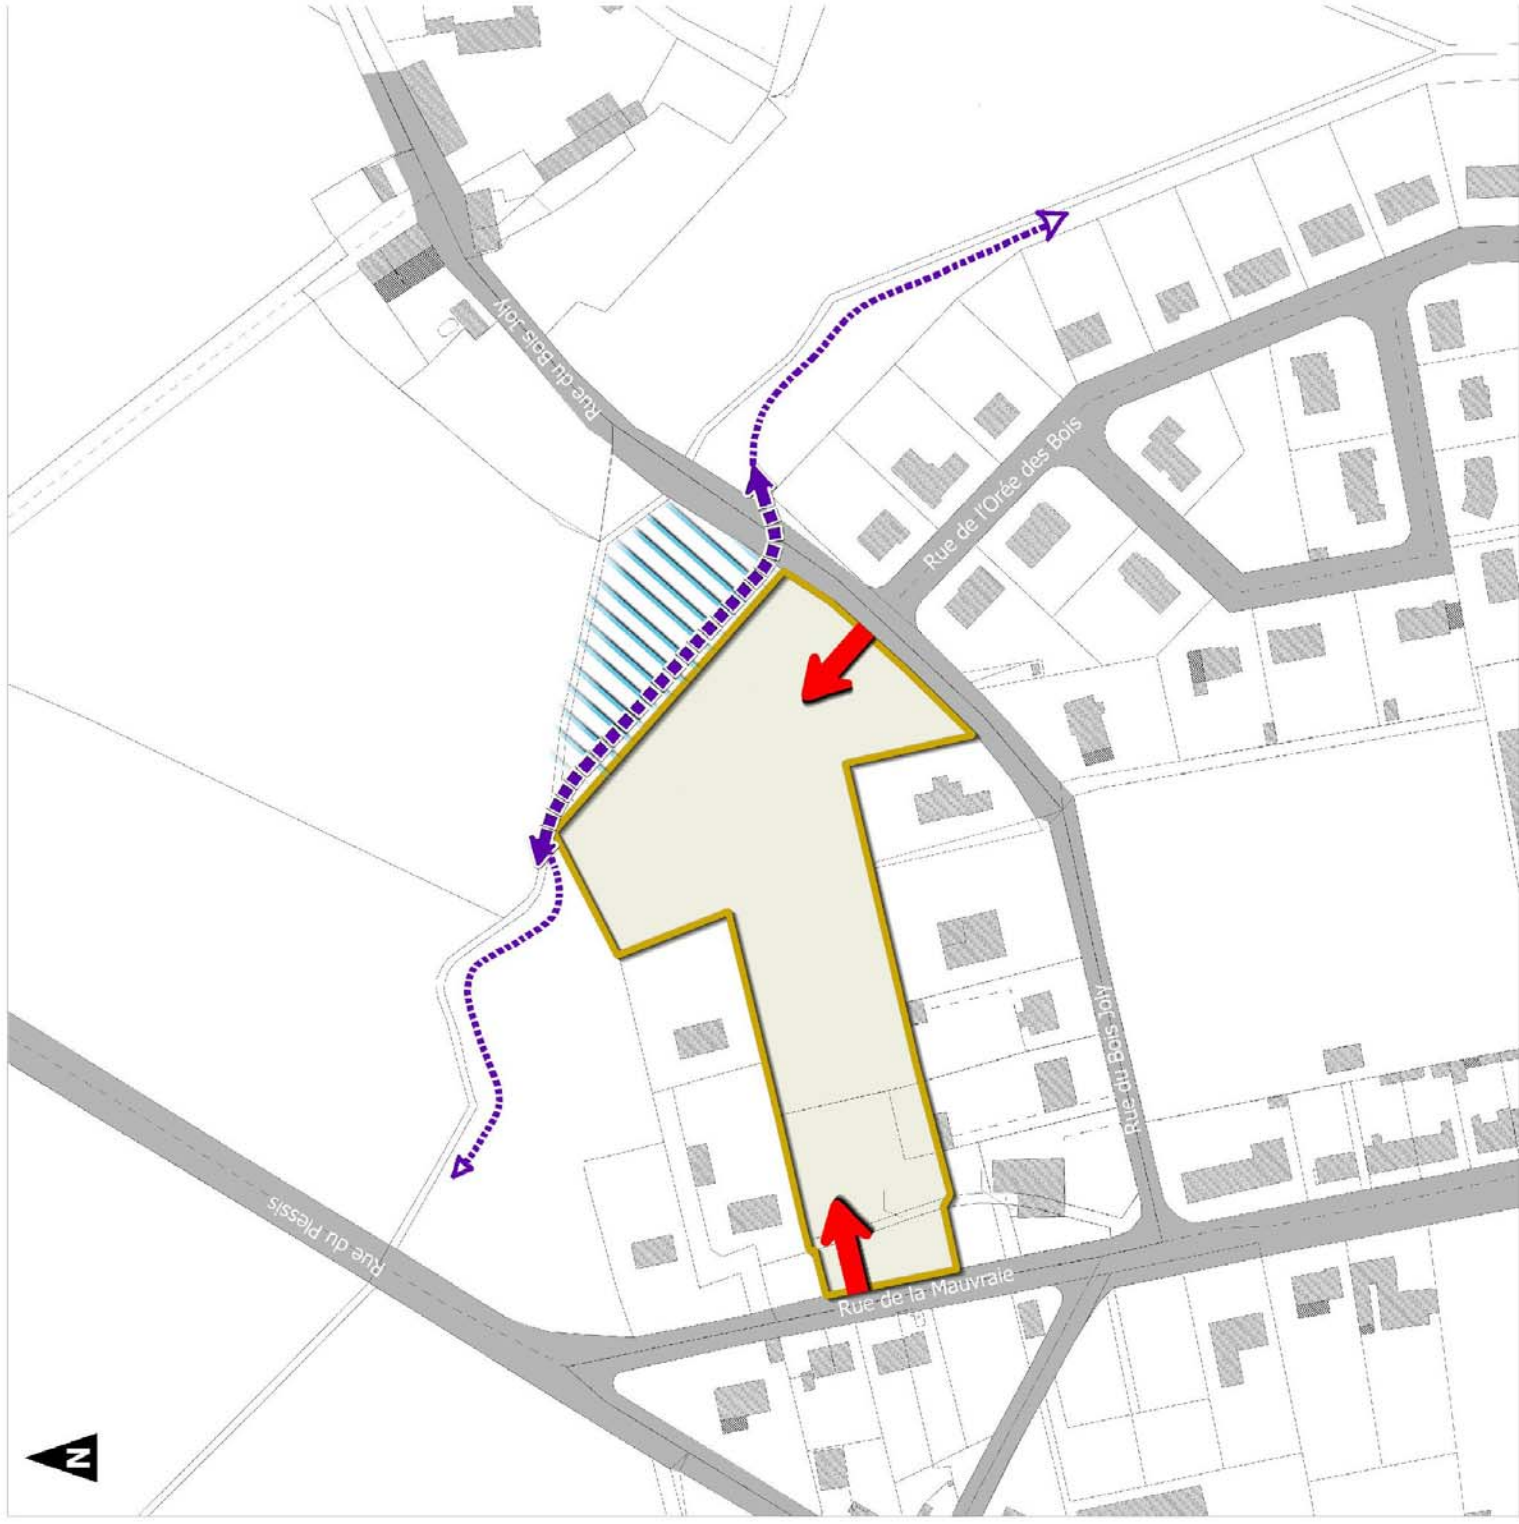 Rue du Bois Joly
Rue de l'Orée des Bois
Rue du Bois Joly
Rue du Plessis
Rue de la Mauvraie
N